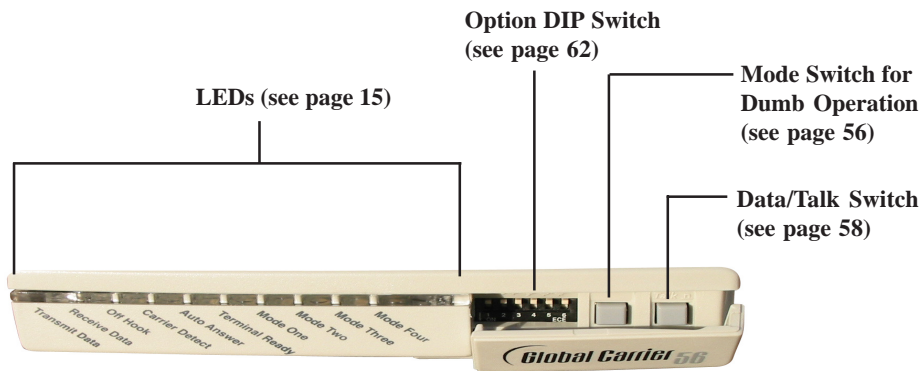 Option DIP Switch
(see page 62)
Mode Switch for
Dumb Operation
(see page 56)
LEDs (see page 15)
Data/Talk Switch
(see page 58)
Transmit Data
Receive Data
Off Hook
Carrier Detect
Auto Answer
Terminal Ready
Mode One
Mode Two
Mode Three
Mode Four
3 4 5 6
ECE
Global Carrier 56